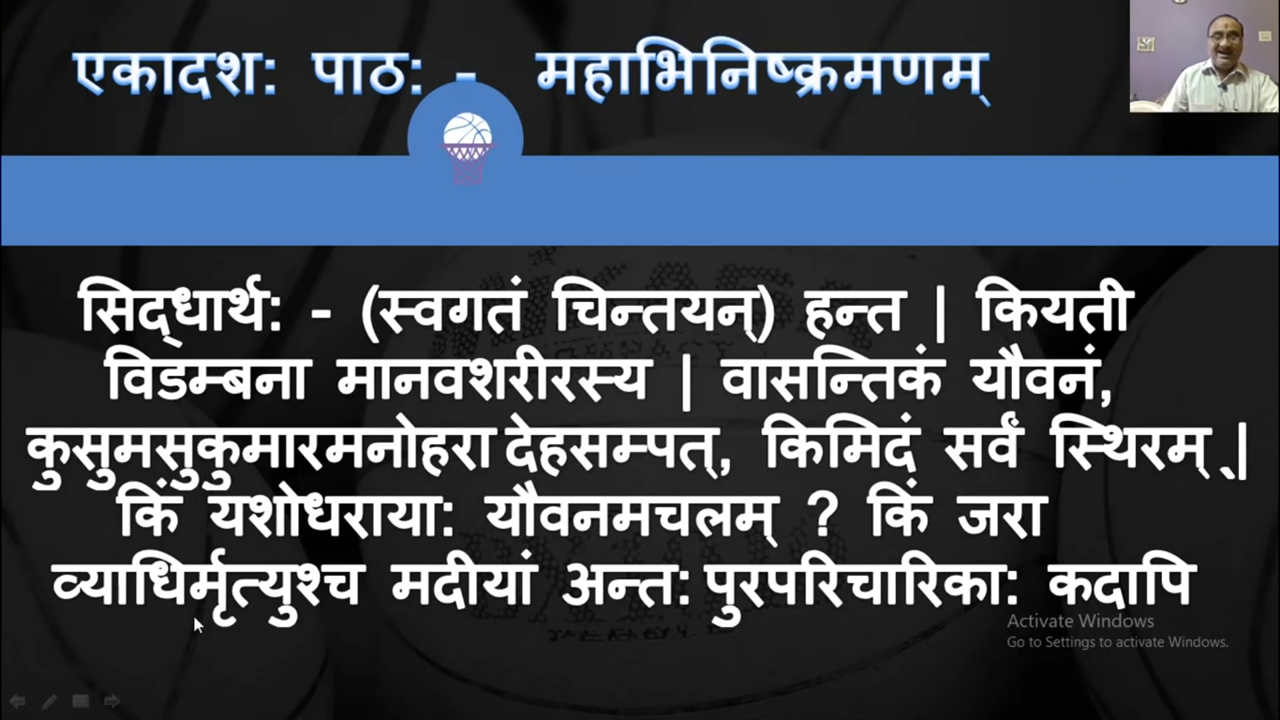 एकादश: पाठ: - महाभिनिष्क्रमणम्
सिद्धार्थ: - (स्वगतं चिन्तयन्) हन्त | कियती
विडम्बना मानवशरीरस्य | वासन्तिकं यौवनं,
कुसुमसुकुमारमनोहरा देहसम्पत्, किमिदं सर्वं स्थिरम् ्|
किं यशोधराया: यौवनमचलम् ? किं जरा
व्याधिर्मृत्युश्च मदीयां अन्त: पुरपरिचारिका: कदापि
Activate Windows
Go to Settings to activate Windows.